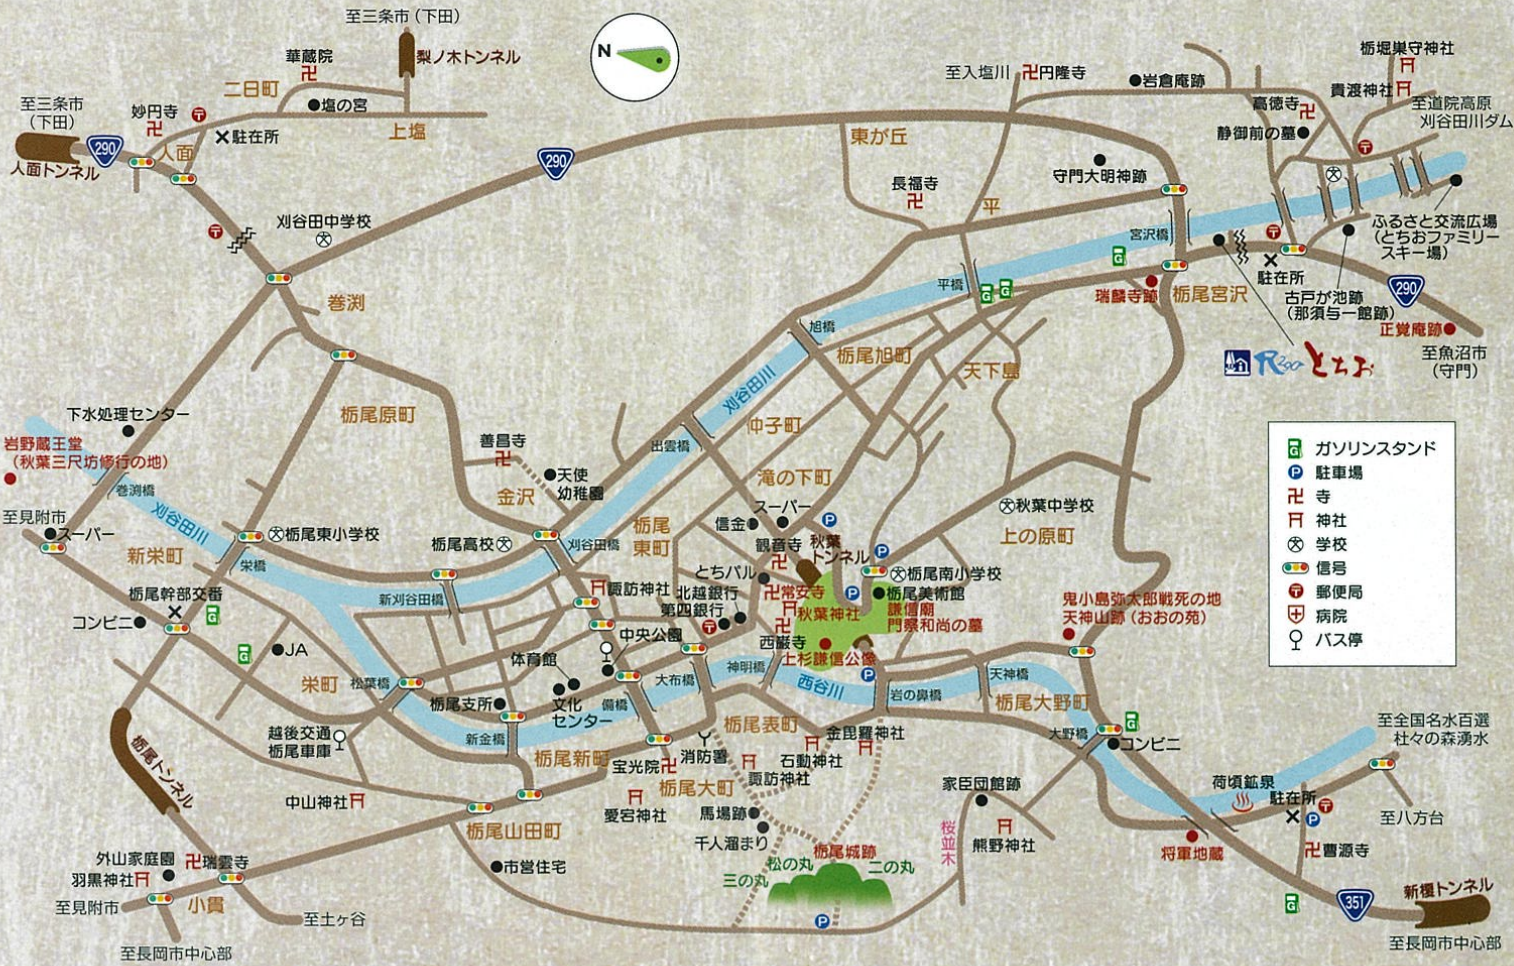 至三条市(下田)
梨ノ木トンネル
華蔵院
二日町
塩の宮
上塩
至三条市
(下田)
人面トンネル
290
妙円寺
駐在所
人面
N
290
刈谷田中学校
巻渕
至入塩川
円隆寺
岩倉庵跡
栃堀巣守神社
貴渡神社
高徳寺
静御前の墓
至道院高原
刈谷田川ダム
東が丘
守門大明神跡
長福寺
平
宮沢橋
ふるさと交流広場
(とちおファミリー
スキー場)
駐在所
古戸が池跡
(那須与一館跡)
290
正覚庵跡
至魚沼市
(守門)
R290とちお
平橋
瑞麟寺跡
栃尾宮沢
旭橋
栃尾旭町
天下島
刈谷田川
仲子町
出雲橋
滝の下町
下水処理センター
岩野蔵王堂
(秋葉三尺坊修行の地)
巻渕橋
至見附市
スーパー
刈谷田川
新栄町
栃尾原町
善昌寺
天使
幼稚園
金沢
栃尾
東町
刈谷田橋
栃尾高校
栃尾東小学校
栄橋
新刈谷田橋
諏訪神社
スーパー
信金
観音寺
秋葉
トンネル
とちパル
北越銀行
第四銀行
常安寺
秋葉神社
西巌寺
上杉謙信公像
秋葉中学校
上の原町
栃尾南小学校
栃尾美術館
謙信廟
門察和尚の墓
鬼小島弥太郎戦死の地
天神山跡(おおの苑)
ガソリンスタンド
P 駐車場
寺
神社
学校
信号
郵便局
病院
バス停
栃尾幹部交番
コンビニ
JA
栄町
松葉橋
体育館
中央公園
文化
センター
備橋
大布橋
神明橋
西谷川
岩の鼻橋
天神橋
栃尾大野町
大野橋
コンビニ
栃尾支所
越後交通
栃尾車庫
新金橋
栃尾新町
宝光院
消防署
栃尾表町
金毘羅神社
石動神社
諏訪神社
栃尾大町
愛宕神社
馬場跡
千人溜まり
栃尾トンネル
中山神社
栃尾山田町
市営住宅
栃尾城跡
松の丸
二の丸
三の丸
家臣団館跡
桜並木
熊野神社
至全国名水百選
杜々の森湧水
荷頃鉱泉
駐在所
至八方台
将軍地蔵
曹源寺
351
新榎トンネル
至長岡市中心部
外山家庭園
羽黒神社
瑞雲寺
至見附市
小貫
至土ヶ谷
至長岡市中心部